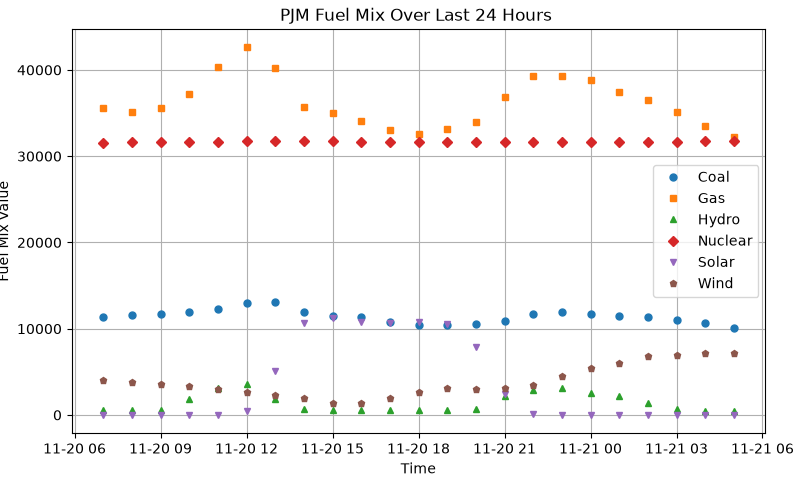 PJM Fuel Mix Over Last 24 Hours
Fuel Mix Value
40000
30000
20000
10000
0
Coal
Gas
Hydro
Nuclear
Solar
Wind
11-20 06 11-20 09 11-20 12 11-20 15 11-20 18 11-20 21 11-21 00 11-21 03 11-21 06
Time